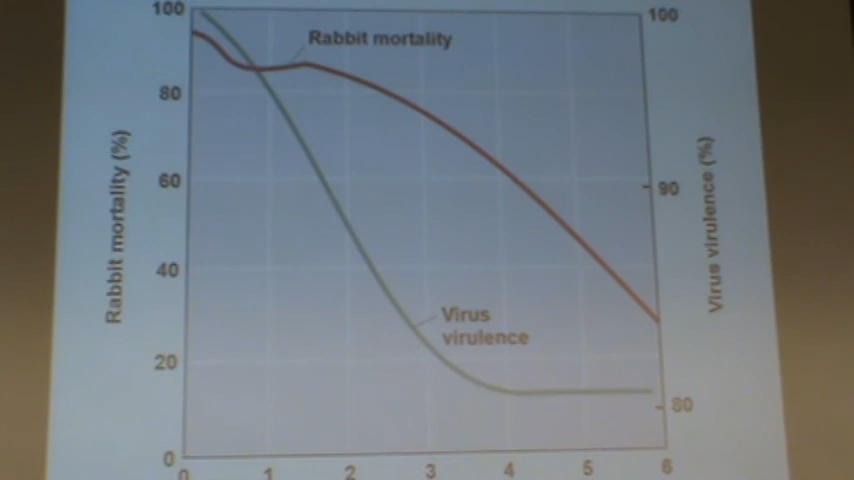 100
100
Rabbit mortality
80
Rabbit mortality (%)
60
90
Virus virulence (%)
40
Virus
virulence
20
80
0
0 1 2 3 4 5 6